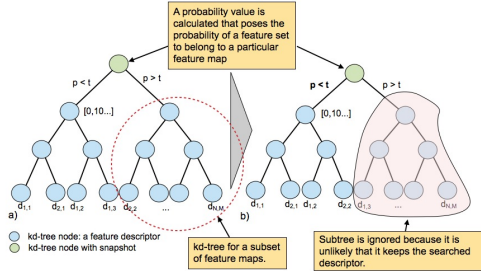 A probability value is
calculated that poses the
probability of a feature set
to belong to a particular
feature map
p < t
p > t
[0,10...]
d1,1
d2,1
d1,2
d1,3
d2,2
...
dN,M,
a)
p < t
p > t
[0,10...]
d1,1
d2,1
d1,2
d2,2
d1,3
...
dN,M
b)
kd-tree node: a feature descriptor
kd-tree node with snapshot
kd-tree for a subset
of feature maps.
Subtree is ignored because it is
unlikely that it keeps the searched
descriptor.